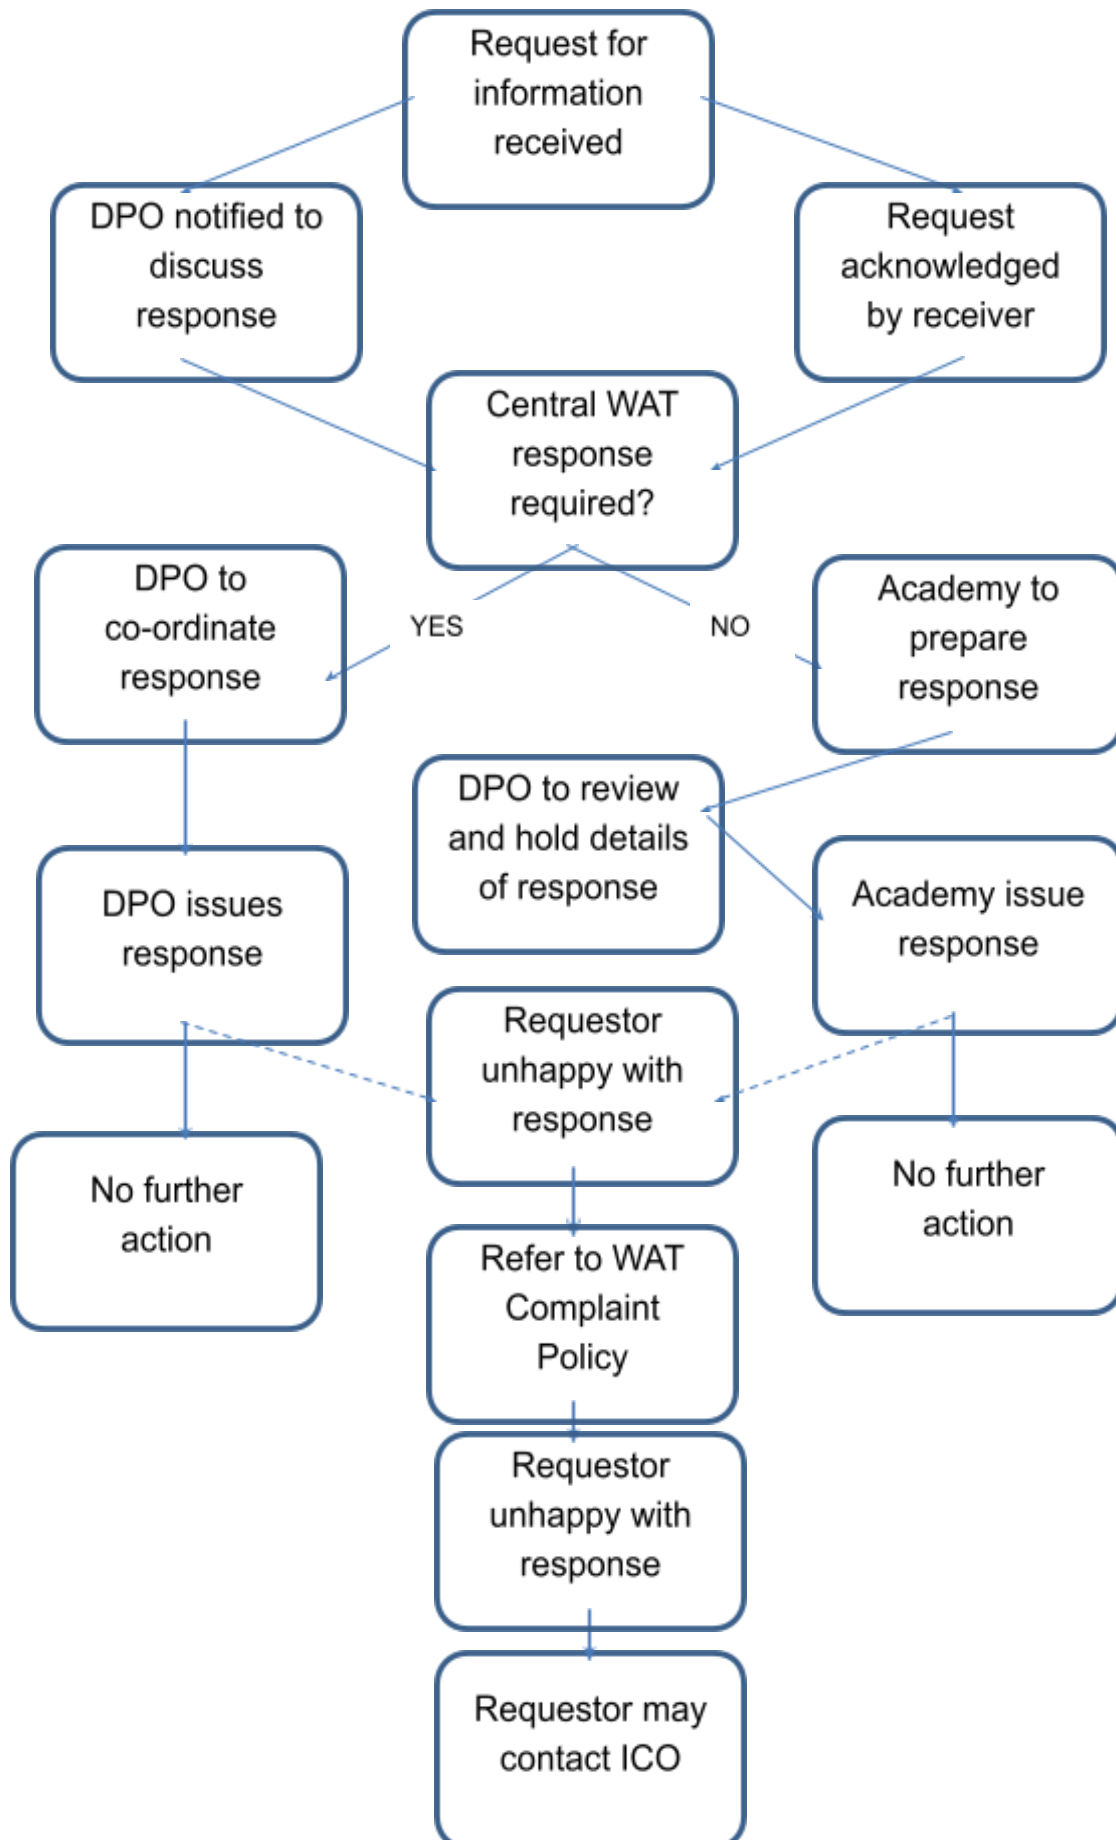 Request for
information
received
DPO notified to
discuss
response
Request
acknowledged
by receiver
Central WAT
response
required?
YES
NO
DPO to
co-ordinate
response
Academy to
prepare
response
DPO to review
and hold details
of response
DPO issues
response
Academy issue
response
Requestor
unhappy with
response
No further
action
No further
action
Refer to WAT
Complaint
Policy
Requestor
unhappy with
response
Requestor may
contact ICO